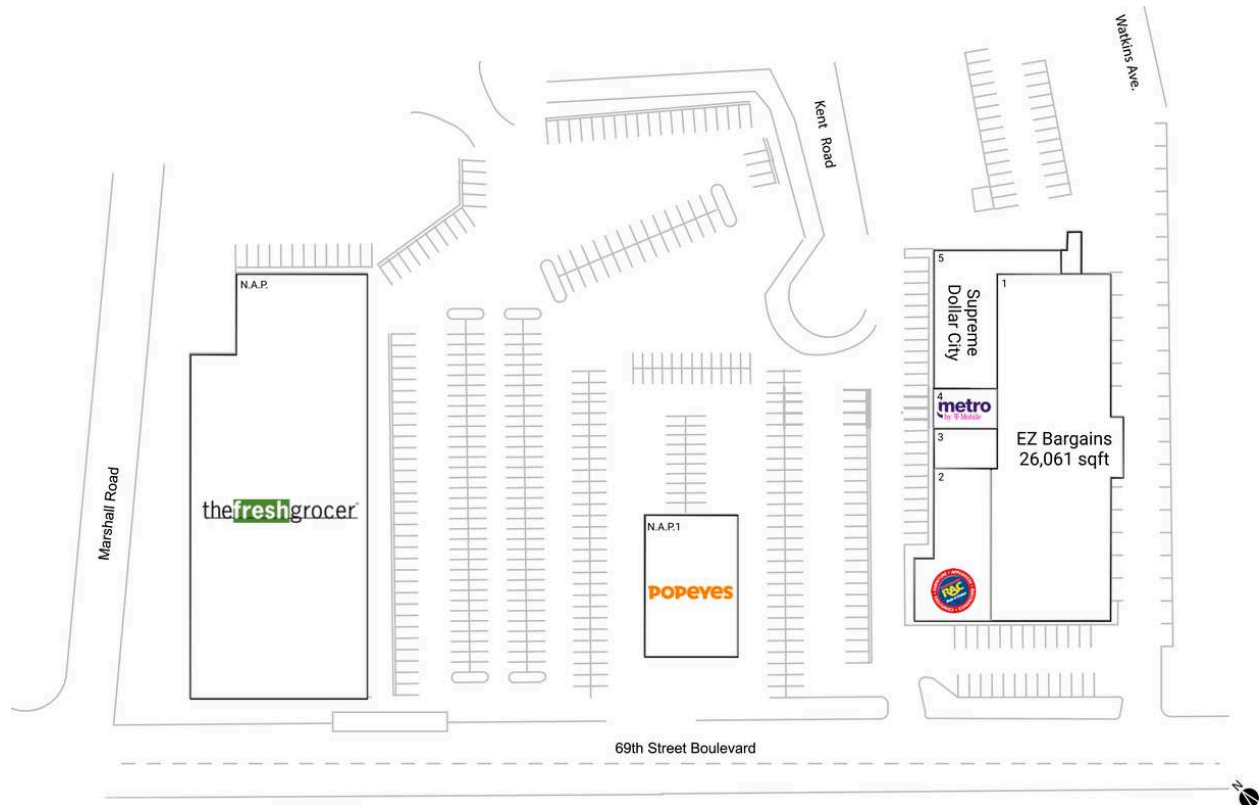 Watkins Ave.
Kent Road
N.A.P.
thefreshgrocer
Marshall Road
N.A.P.1
POPEYES
5
Supreme
Dollar City
1
EZ Bargains
26,061 sqft
4
metro
by T Mobile
3
2
RAC
69th Street Boulevard
N